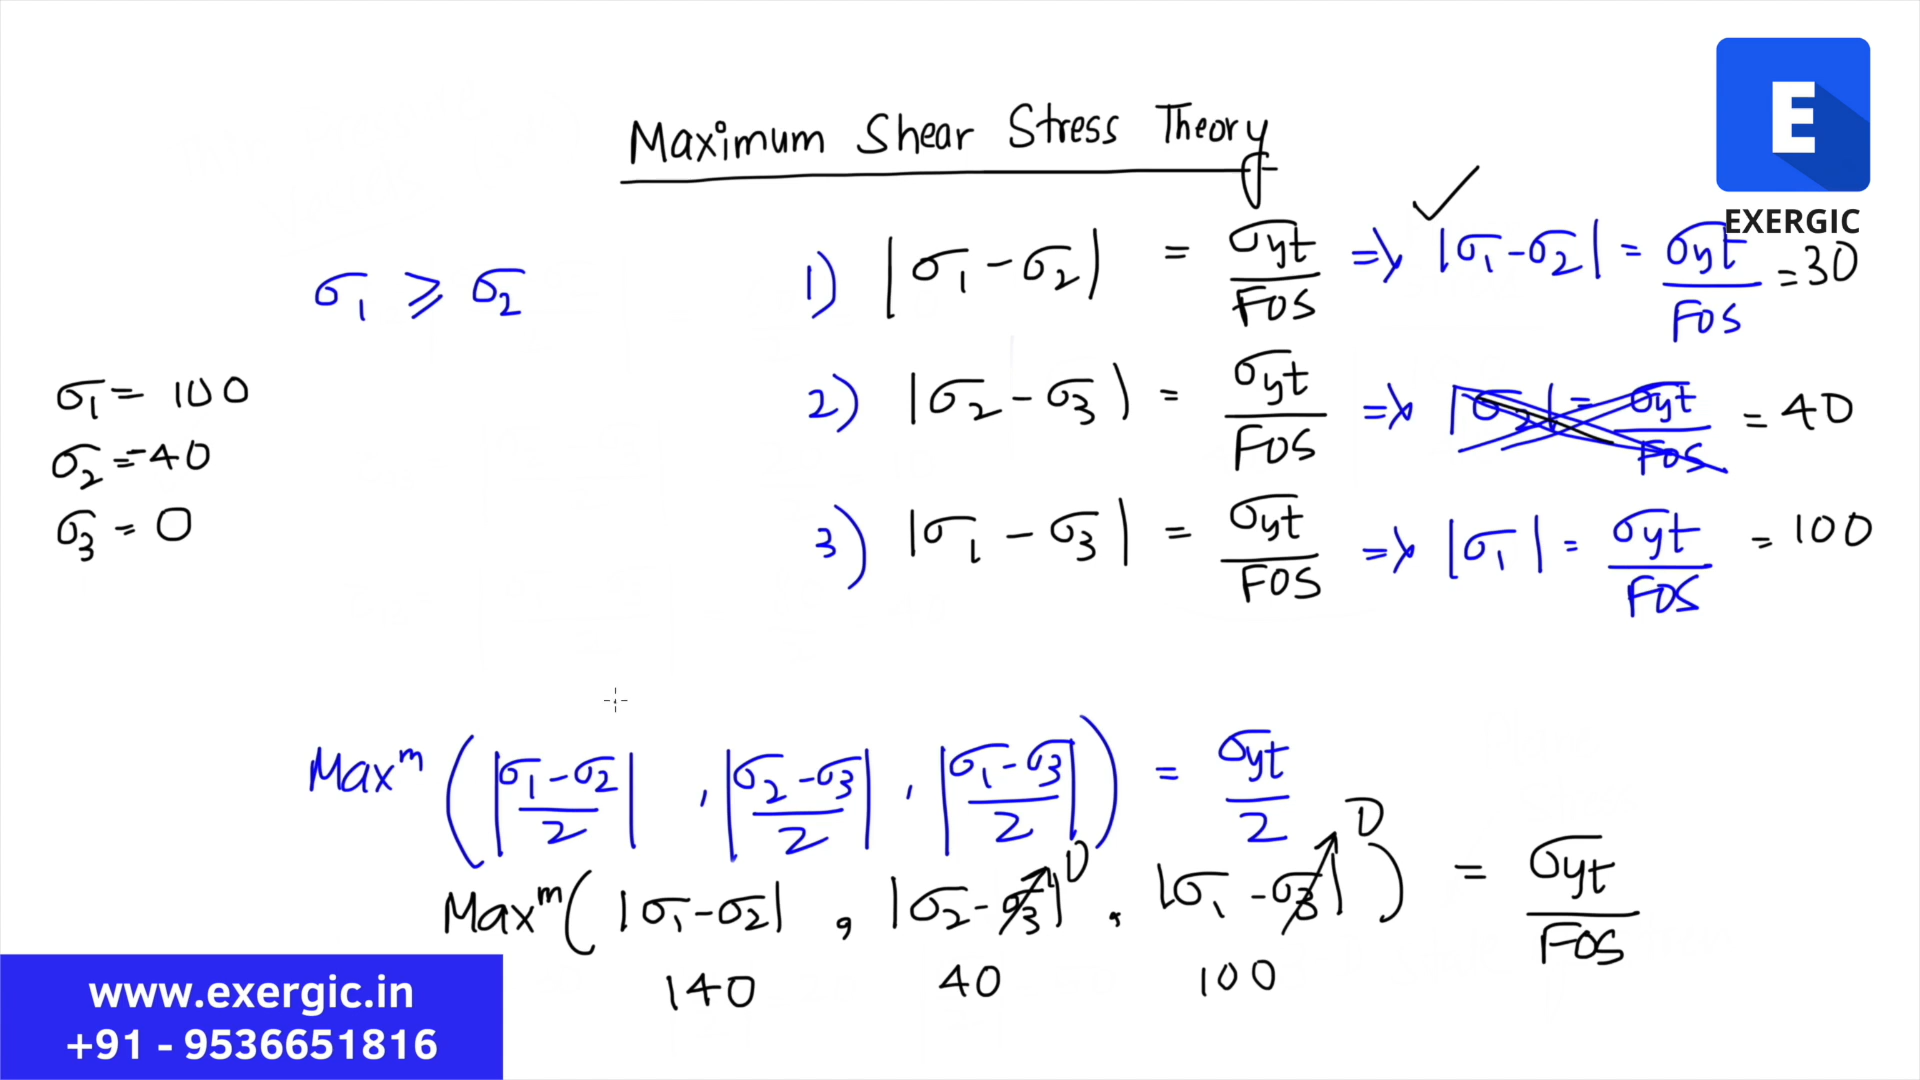 Maximum Shear Stress Theory
E
EXERGIC
σ1 ⩾ σ2
1) |σ1 - σ2| = σyt/FOS => |σ1 - σ2| = σyt/FOS = 30
σ1 = 100
2) |σ2 - σ3| = σyt/FOS => |σ2| = σyt/FOS = 40
σ2 = -40
σ3 = 0
3) |σ1 - σ3| = σyt/FOS => |σ1| = σyt/FOS = 100
Maxm ( |σ1 - σ2 / 2| , |σ2 - σ3 / 2| , |σ1 - σ3 / 2| ) = σyt/2
0
0
Maxm ( |σ1 - σ2| , |σ2 - σ3| , |σ1 - σ3| ) = σyt/FOS
140 40 100
www.exergic.in
+91 - 9536651816